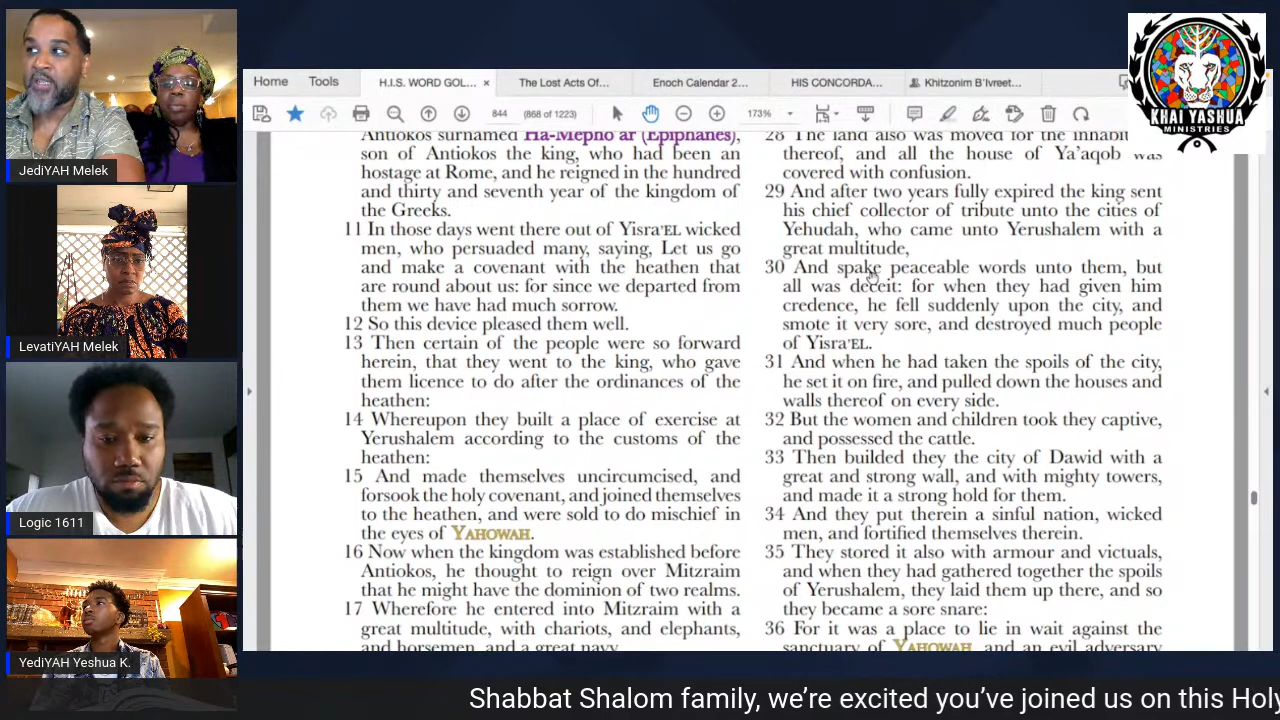 JediYAH Melek
LevatiYAH Melek
Logic 1611
YediYAH Yeshua K.
KHAI YASHUA
MINISTRIES
Home
Tools
H.I.S. WORD GOL...
×
The Lost Acts Of...
Enoch Calendar 2...
HIS CONCORDA...
Khitzonim B'Ivreet...
844
(868 of 1223)
173%
Antiokos surnamed Ha-Mepho'ar (Epiphanes),
son of Antiokos the king, who had been an
hostage at Rome, and he reigned in the hundred
and thirty and seventh year of the kingdom of
the Greeks.
11 In those days went there out of Yisra'EL wicked
men, who persuaded many, saying, Let us go
and make a covenant with the heathen that
are round about us: for since we departed from
them we have had much sorrow.
12 So this device pleased them well.
13 Then certain of the people were so forward
herein, that they went to the king, who gave
them licence to do after the ordinances of the
heathen:
14 Whereupon they built a place of exercise at
Yerushalem according to the customs of the
heathen:
15 And made themselves uncircumcised, and
forsook the holy covenant, and joined themselves
to the heathen, and were sold to do mischief in
the eyes of YAHOWAH.
16 Now when the kingdom was established before
Antiokos, he thought to reign over Mitzraim
that he might have the dominion of two realms.
17 Wherefore he entered into Mitzraim with a
great multitude, with chariots, and elephants,
and horsemen, and a great navy,
28 The land also was moved for the inhabit
thereof, and all the house of Ya'aqob was
covered with confusion.
29 And after two years fully expired the king sent
his chief collector of tribute unto the cities of
Yehudah, who came unto Yerushalem with a
great multitude,
30 And spake peaceable words unto them, but
all was deceit: for when they had given him
credence, he fell suddenly upon the city, and
smote it very sore, and destroyed much people
of Yisra'EL.
31 And when he had taken the spoils of the city,
he set it on fire, and pulled down the houses and
walls thereof on every side.
32 But the women and children took they captive,
and possessed the cattle.
33 Then builded they the city of Dawid with a
great and strong wall, and with mighty towers,
and made it a strong hold for them.
34 And they put therein a sinful nation, wicked
men, and fortified themselves therein.
35 They stored it also with armour and victuals,
and when they had gathered together the spoils
of Yerushalem, they laid them up there, and so
they became a sore snare:
36 For it was a place to lie in wait against the
sanctuary of YAHOWAH, and an evil adversary
Shabbat Shalom family, we're excited you've joined us on this Holy